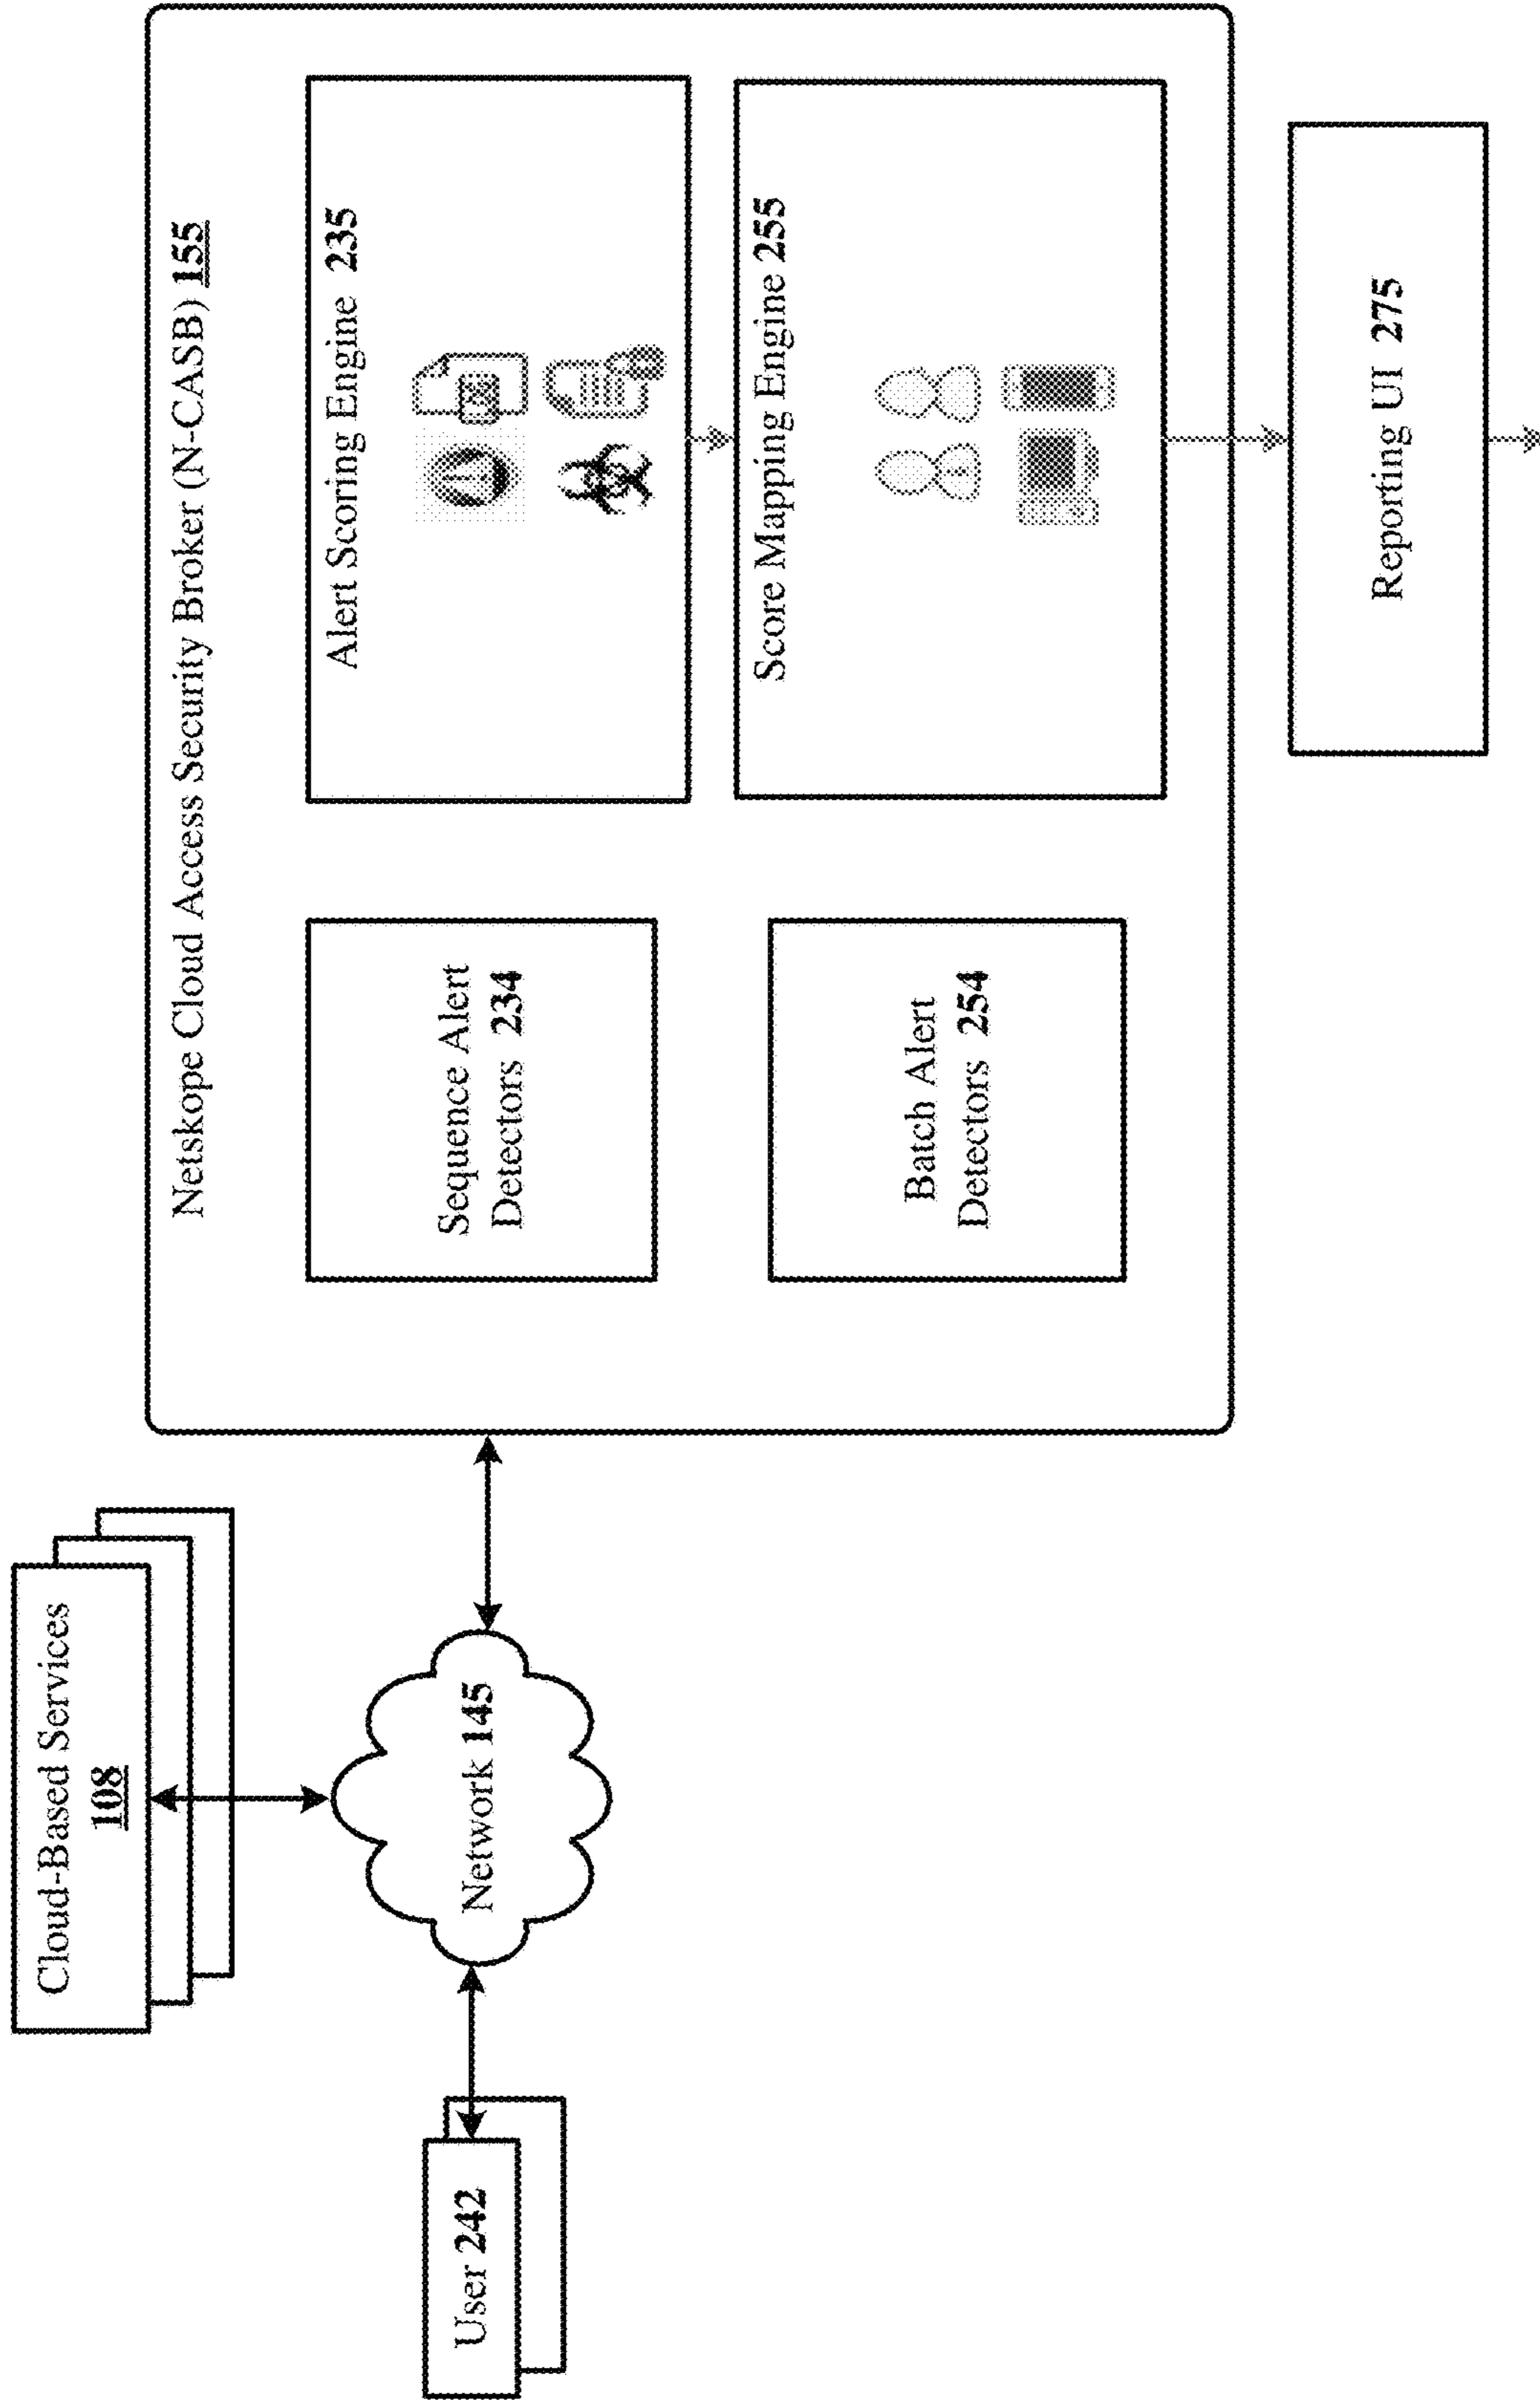 Cloud-Based Services
108
User 242
Network 145
Netskope Cloud Access Security Broker (N-CASB) 155
Sequence Alert
Detectors 234
Alert Scoring Engine 235
Batch Alert
Detectors 254
Score Mapping Engine 255
Reporting UI 275